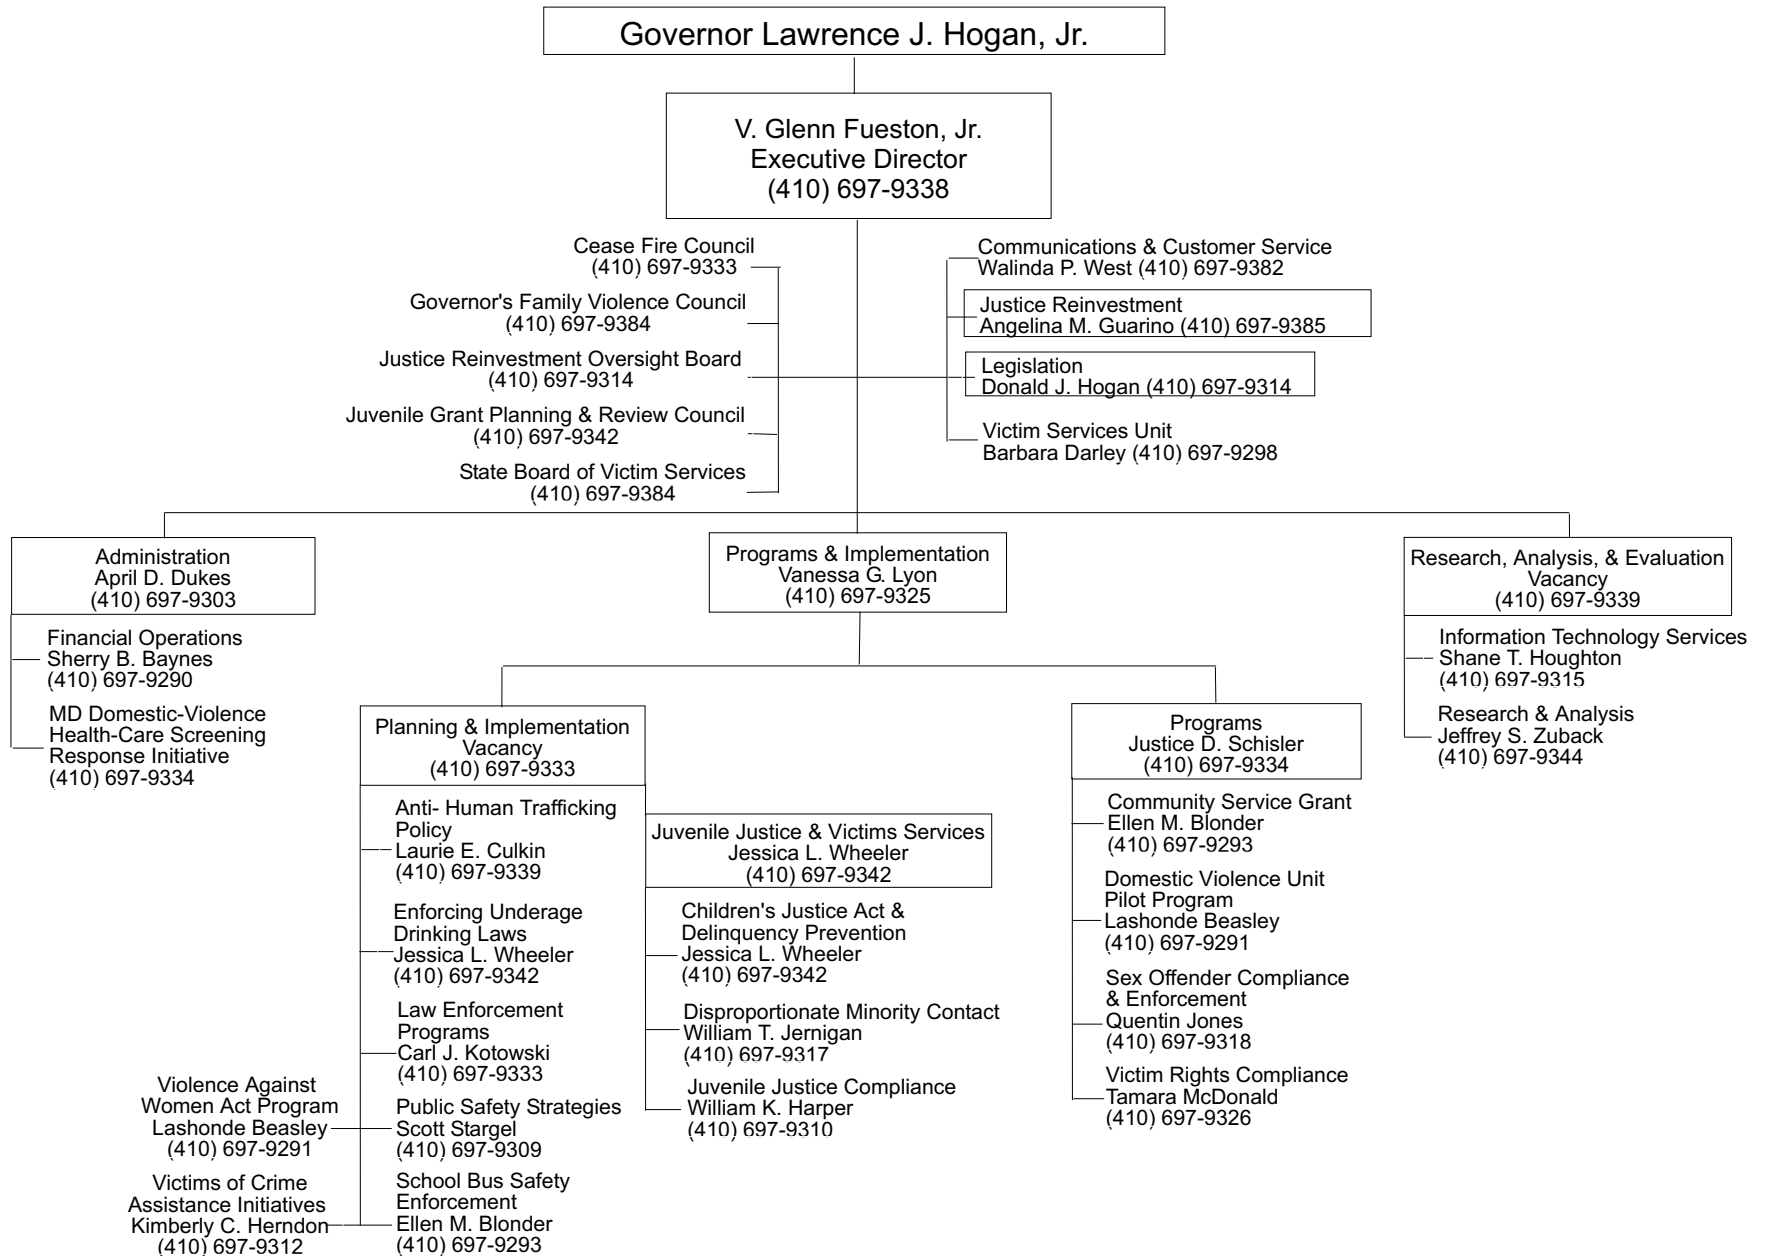 Governor Lawrence J. Hogan, Jr.
V. Glenn Fueston, Jr.
Executive Director
(410) 697-9338
Cease Fire Council
(410) 697-9333
Governor's Family Violence Council
(410) 697-9384
Justice Reinvestment Oversight Board
(410) 697-9314
Juvenile Grant Planning & Review Council
(410) 697-9342
State Board of Victim Services
(410) 697-9384
Communications & Customer Service
Walinda P. West (410) 697-9382
Justice Reinvestment
Angelina M. Guarino (410) 697-9385
Legislation
Donald J. Hogan (410) 697-9314
Victim Services Unit
Barbara Darley (410) 697-9298
Administration
April D. Dukes
(410) 697-9303
Financial Operations
Sherry B. Baynes
(410) 697-9290
MD Domestic-Violence
Health-Care Screening
Response Initiative
(410) 697-9334
Programs & Implementation
Vanessa G. Lyon
(410) 697-9325
Planning & Implementation
Vacancy
(410) 697-9333
Anti- Human Trafficking
Policy
Laurie E. Culkin
(410) 697-9339
Enforcing Underage
Drinking Laws
Jessica L. Wheeler
(410) 697-9342
Law Enforcement
Programs
Carl J. Kotowski
(410) 697-9333
Violence Against
Women Act Program
Lashonde Beasley
(410) 697-9291
Public Safety Strategies
Scott Stargel
(410) 697-9309
Victims of Crime
Assistance Initiatives
Kimberly C. Herndon
(410) 697-9312
School Bus Safety
Enforcement
Ellen M. Blonder
(410) 697-9293
Juvenile Justice & Victims Services
Jessica L. Wheeler
(410) 697-9342
Children's Justice Act &
Delinquency Prevention
Jessica L. Wheeler
(410) 697-9342
Disproportionate Minority Contact
William T. Jernigan
(410) 697-9317
Juvenile Justice Compliance
William K. Harper
(410) 697-9310
Programs
Justice D. Schisler
(410) 697-9334
Community Service Grant
Ellen M. Blonder
(410) 697-9293
Domestic Violence Unit
Pilot Program
Lashonde Beasley
(410) 697-9291
Sex Offender Compliance
& Enforcement
Quentin Jones
(410) 697-9318
Victim Rights Compliance
Tamara McDonald
(410) 697-9326
Research, Analysis, & Evaluation
Vacancy
(410) 697-9339
Information Technology Services
Shane T. Houghton
(410) 697-9315
Research & Analysis
Jeffrey S. Zuback
(410) 697-9344